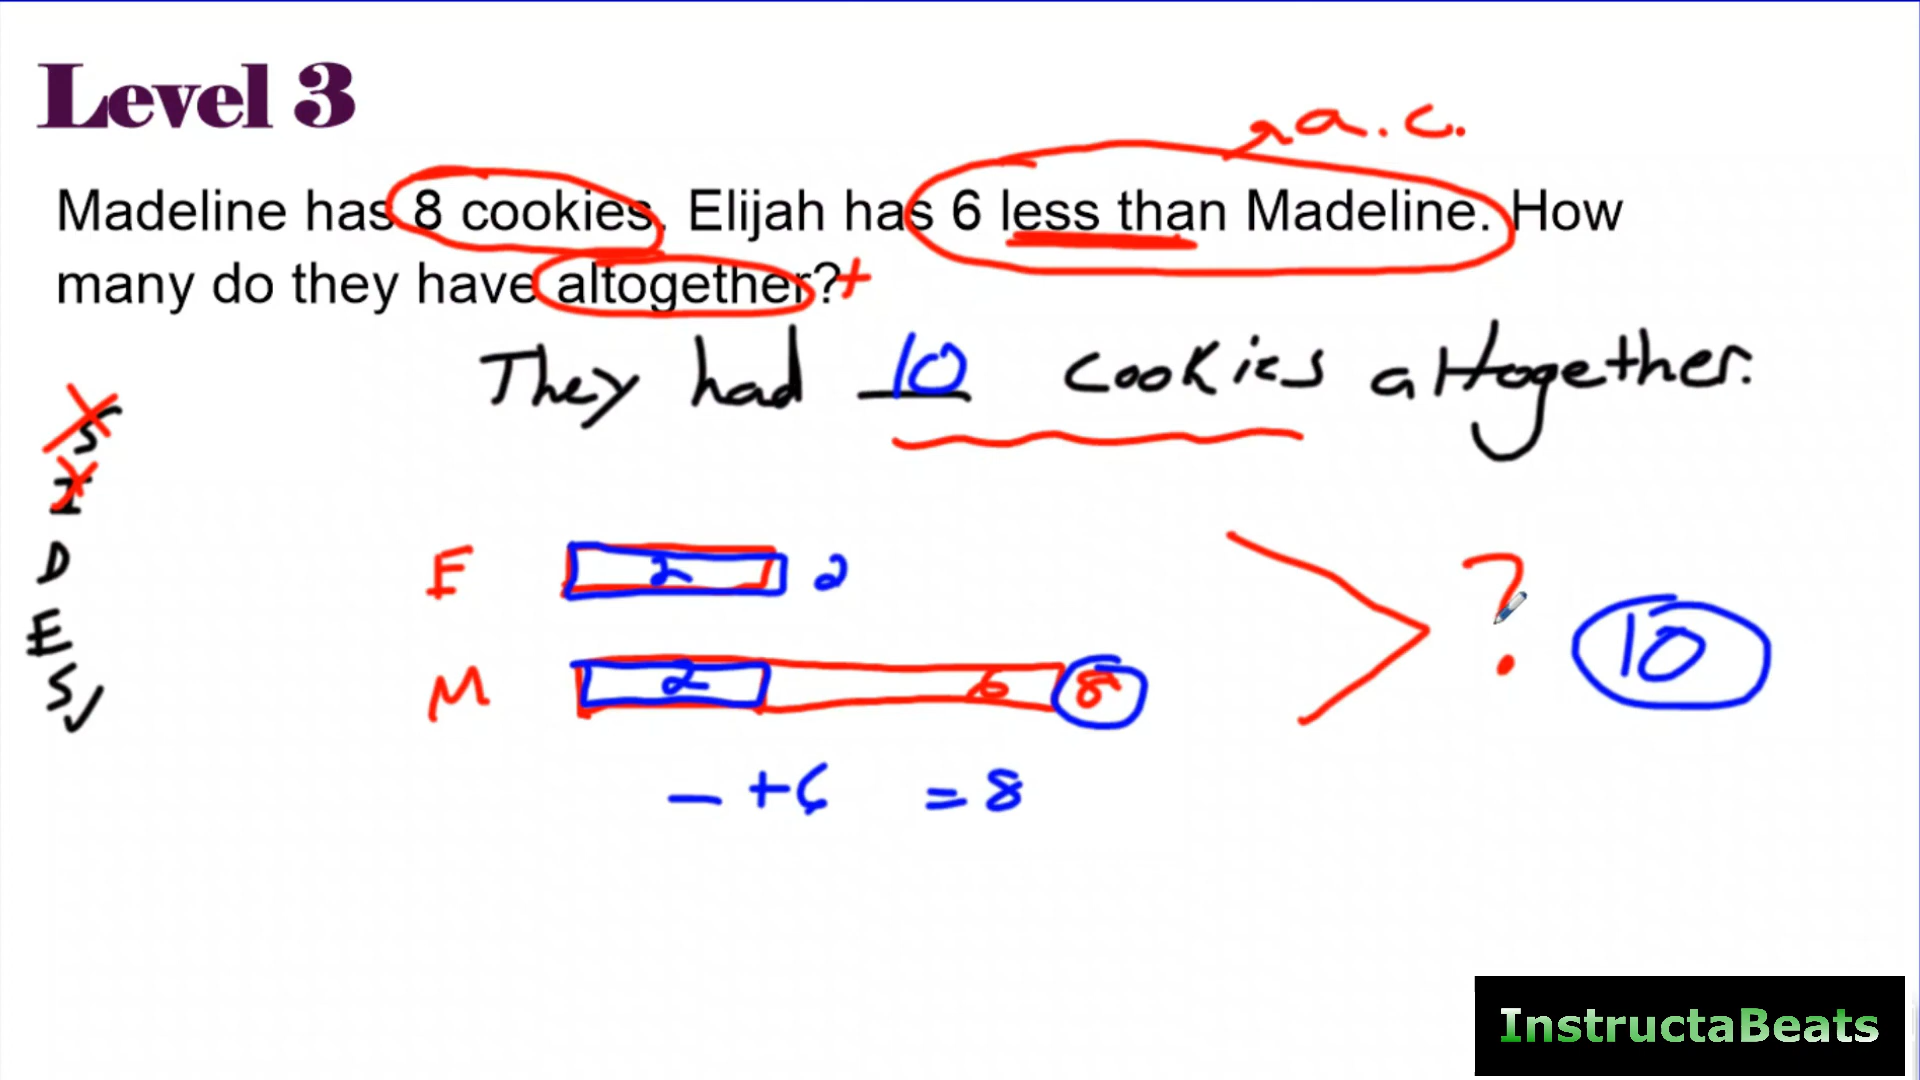 Level 3
a.c.
Madeline has 8 cookies. Elijah has 6 less than Madeline. How
many do they have altogether?+
They had 10 cookies altogether.
S
I
D
E
S
E 2 2
M 2 6 8
? 10
_ +6 = 8
InstructaBeats